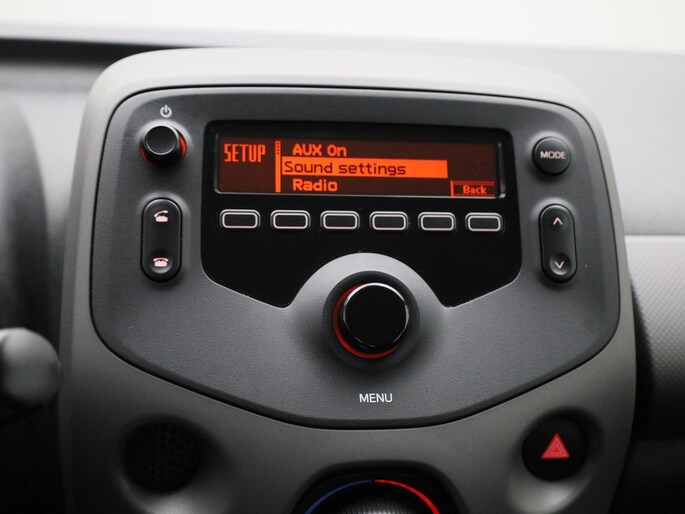 SETUP
AUX On
Sound settings
Radio
Back
MODE
MENU